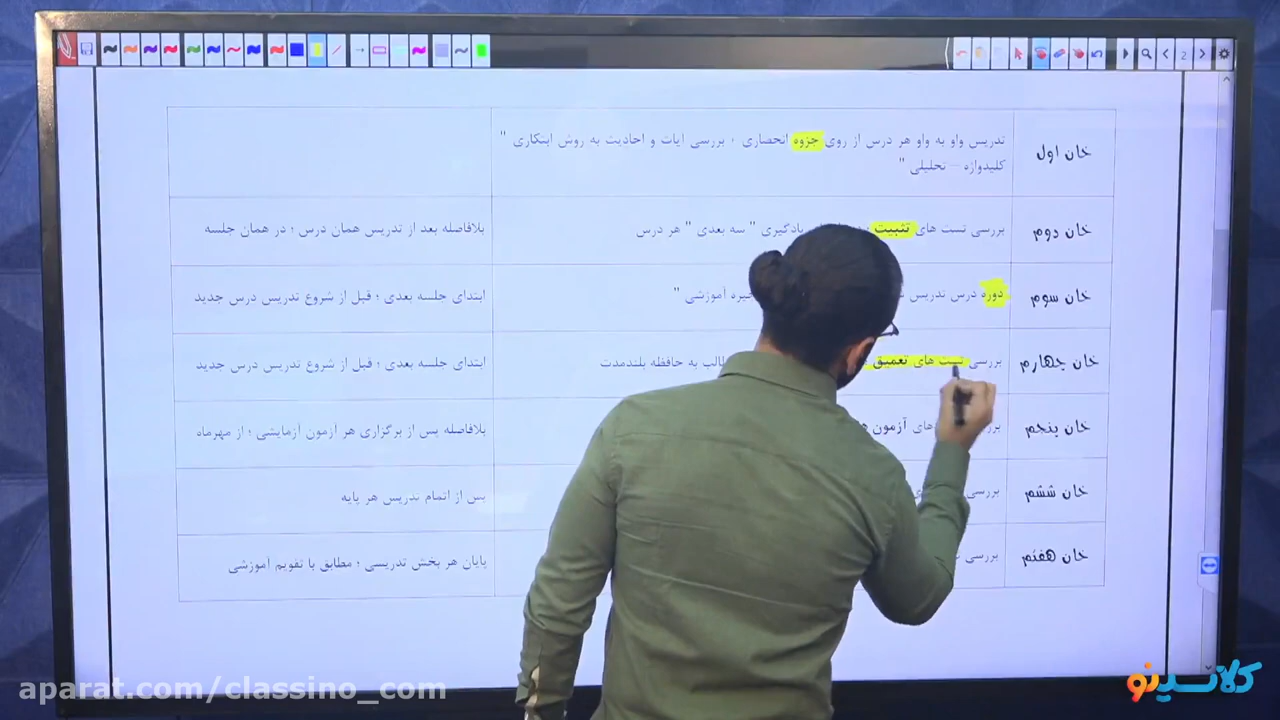 خان اول
تدریس واو به واو هر درس از روی جزوه انحصاری ؛ بررسی آیات و احادیث به روش ابتکاری "
کلیدواژه – تحلیلی "
خان دوم
بررسی تست های تثبیت یادگیری " سه بعدی " هر درس
بلافاصله بعد از تدریس همان درس ؛ در همان جلسه
خان سوم
دوره درس تدریس آموزشی "
ابتدای جلسه بعدی ؛ قبل از شروع تدریس درس جدید
خان چهارم
بررسی تست های تعمیق به حافظه بلندمدت
ابتدای جلسه بعدی ؛ قبل از شروع تدریس درس جدید
خان پنجم
آزمون
بلافاصله پس از برگزاری هر آزمون آزمایشی ؛ از مهرماه
خان ششم
بررسی
پس از اتمام تدریس هر پایه
خان هفتم
بررسی
پایان هر بخش تدریسی ؛ مطابق با تقویم آموزشی
2
کلاسینو
aparat.com/classino_com